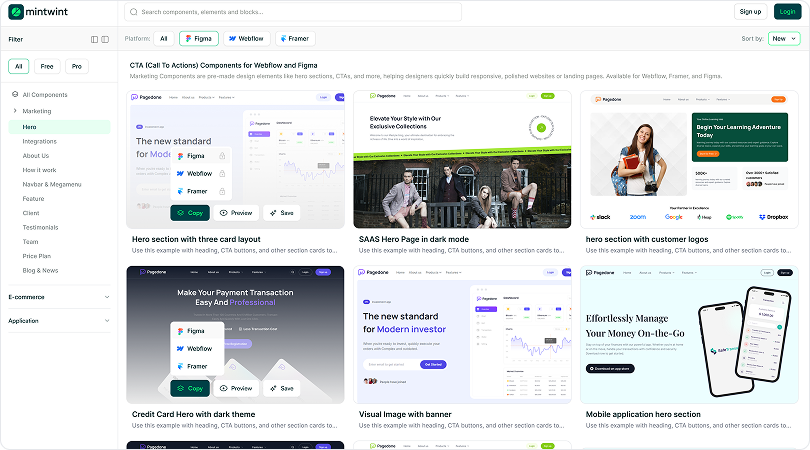 mintwint
Search components, elements and blocks...
Sign up
Login
Filter
Platform:
All
Figma
Webflow
Framer
Sort by:
New
All
Free
Pro
All Components
Marketing
Hero
Integrations
About Us
How it work
Navbar & Megamenu
Feature
Client
Testimonials
Team
Price Plan
Blog & News
E-commerce
Application
CTA (Call To Actions) Components for Webflow and Figma
Marketing Components are pre-made design elements like hero sections, CTAs, and more, helping designers quickly build responsive, polished websites or landing pages. Available for Webflow, Framer, and Figma.
Pagedone
The new standard
for Modern
Figma
Webflow
Framer
Copy
Preview
Save
Hero section with three card layout
Use this example with heading, CTA buttons, and other section cards to...
Pagedone
Elevate Your Style with Our
Exclusive Collections
SAAS Hero Page in dark mode
Use this example with heading, CTA buttons, and other section cards to...
Pagedone
Begin Your Learning Adventure
Today
500K+
Over 3000+ Satisfied
Your Partner in Excellence
slack
zoom
Google
Heap
Spotify
Dropbox
hero section with customer logos
Use this example with heading, CTA buttons, and other section cards to...
Pagedone
Make Your Payment Transaction
Easy And Professional
Figma
Webflow
Framer
Copy
Preview
Save
Credit Card Hero with dark theme
Use this example with heading, CTA buttons, and other section cards to...
Pagedone
The new standard
for Modern investor
Get Started
Visual Image with banner
Use this example with heading, CTA buttons, and other section cards to...
Pagedone
Effortlessly Manage
Your Money On-the-Go
Download on app store
Mobile application hero section
Use this example with heading, CTA buttons, and other section cards to...
Pagedone
Pagedone